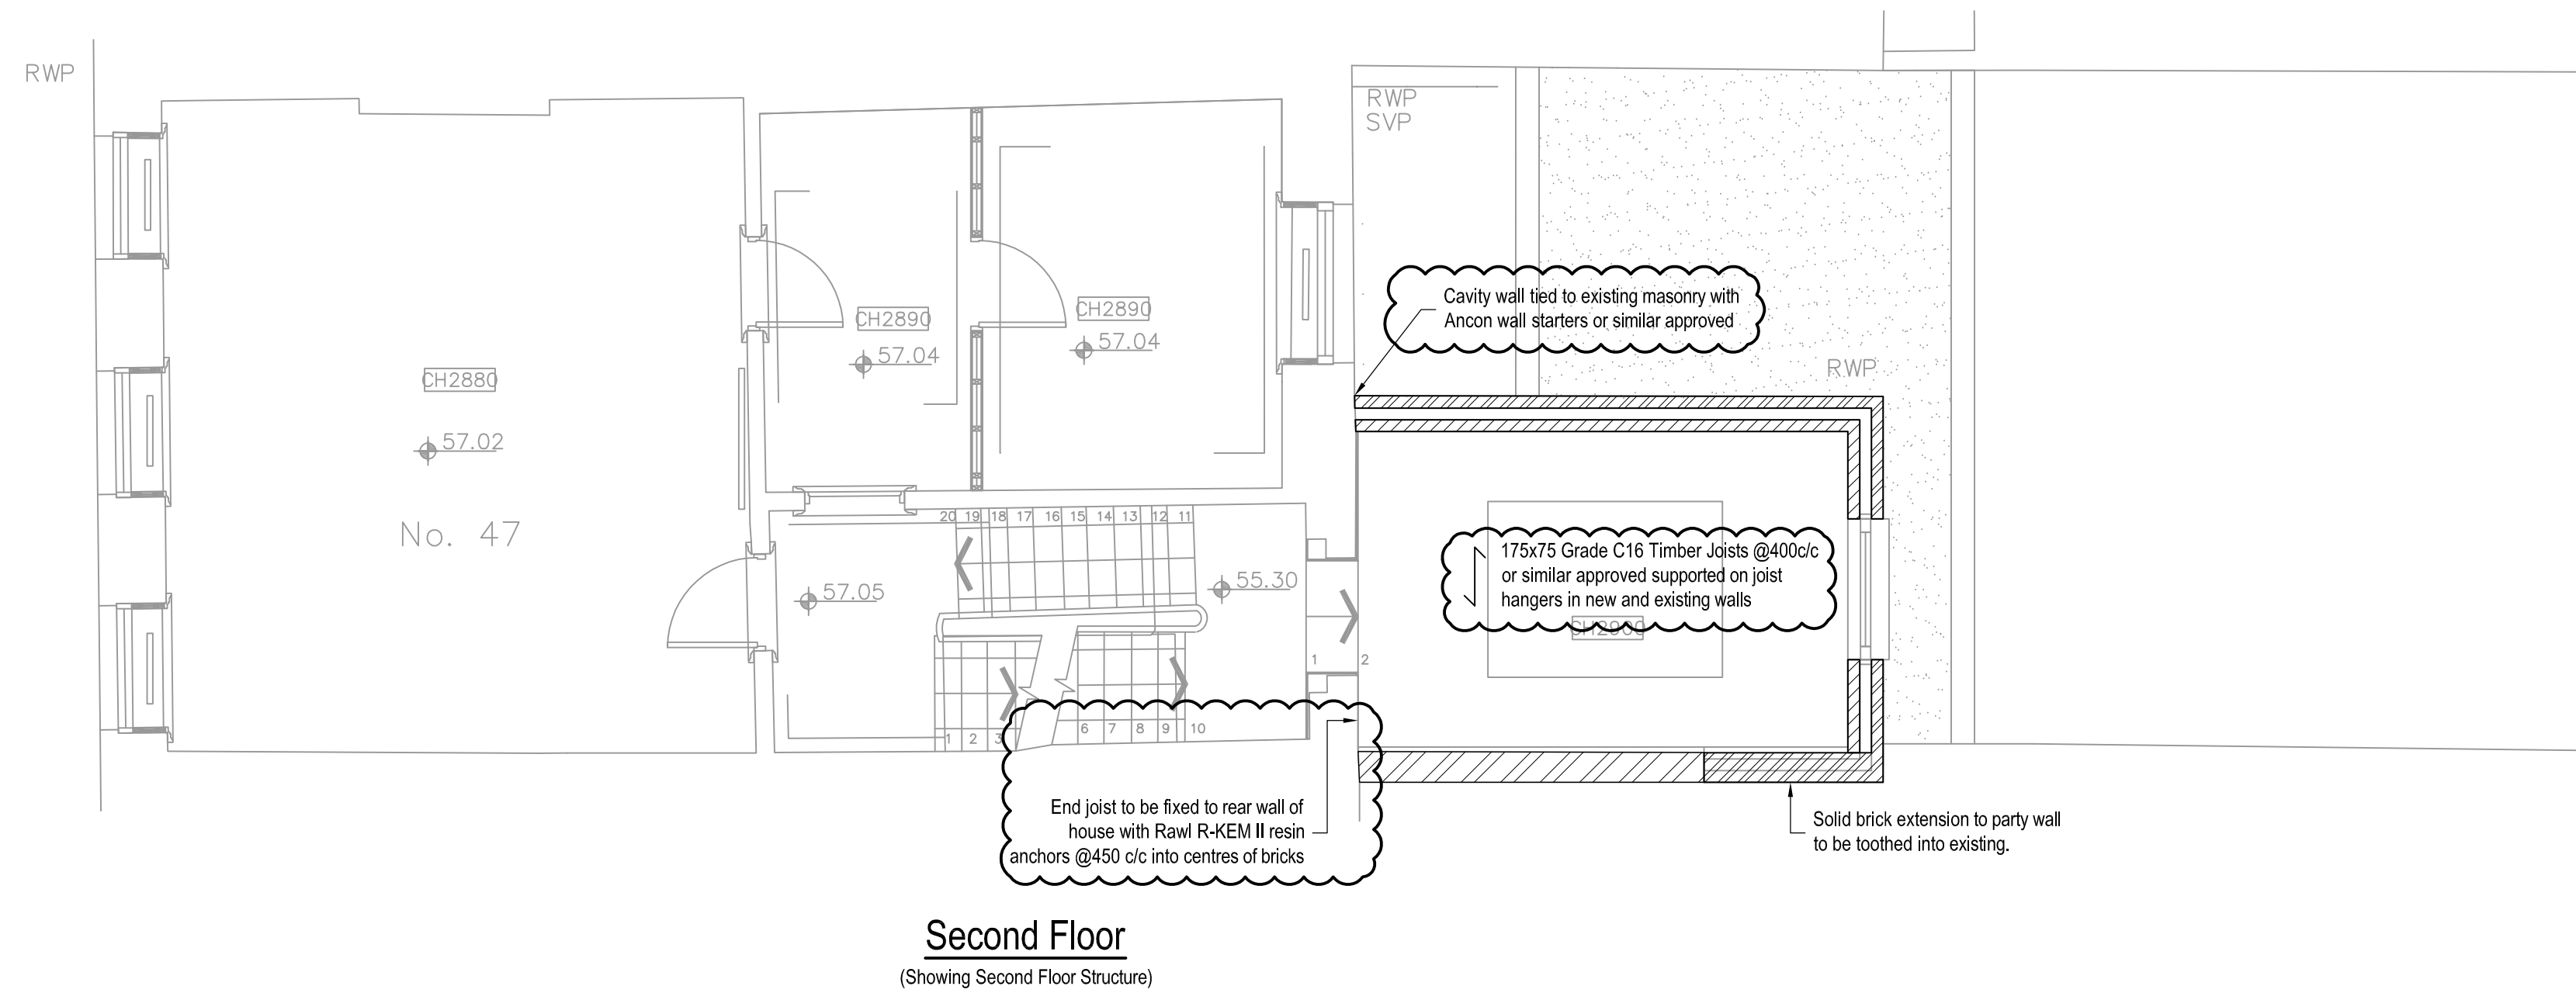 RWP
RWP
SVP
Cavity wall tied to existing masonry with
Ancon wall starters or similar approved
CH2890
CH2890
57.04
57.04
RWP
CH2880
57.02
No. 47
20 19 18 17 16 15 14 13 12 11
175x75 Grade C16 Timber Joists @400c/c
or similar approved supported on joist
hangers in new and existing walls
57.05
55.30
1 2
1 2 3 6 7 8 9 10
End joist to be fixed to rear wall of
house with Rawl R-KEM II resin
anchors @450 c/c into centres of bricks
Solid brick extension to party wall
to be toothed into existing.
Second Floor
(Showing Second Floor Structure)